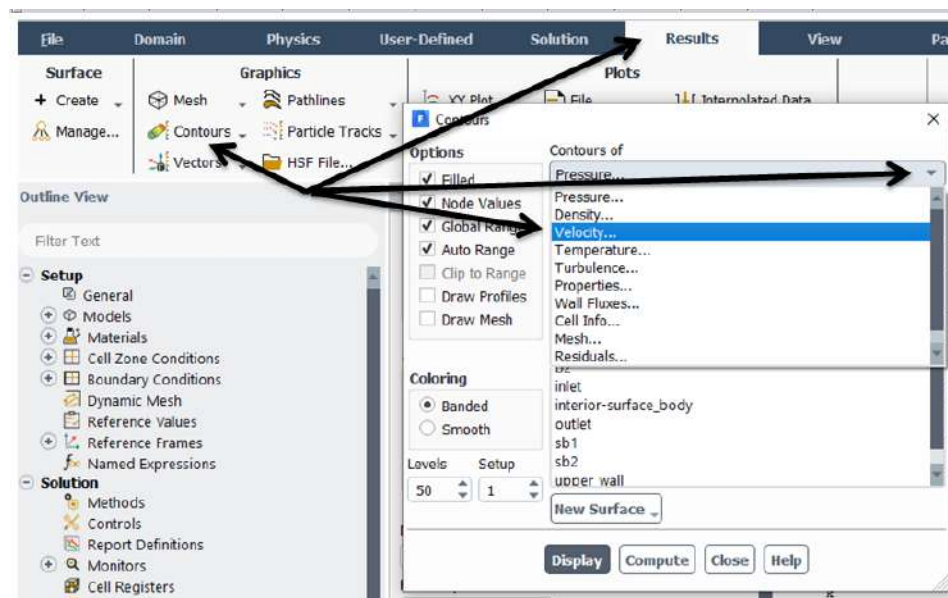 File Domain Physics User-Defined Solution Results View Pa
Surface Graphics Plots
+ Create Mesh Pathlines XY Plot File Interpolated Data
Manage... Contours Particle Tracks
Vectors HSF File...
Contours
Options
Filled
Node Values
Global Range
Auto Range
Clip to Range
Draw Profiles
Draw Mesh
Coloring
Banded
Smooth
Levels Setup
50 1
Contours of
Pressure...
Pressure...
Density...
Velocity...
Temperature...
Turbulence...
Properties...
Wall Fluxes...
Cell Info...
Mesh...
Residuals...
inlet
interior-surface_body
outlet
sb1
sb2
upper wall
New Surface
Display Compute Close Help
Outline View
Filter Text
Setup
General
Models
Materials
Cell Zone Conditions
Boundary Conditions
Dynamic Mesh
Reference Values
Reference Frames
Named Expressions
Solution
Methods
Controls
Report Definitions
Monitors
Cell Registers